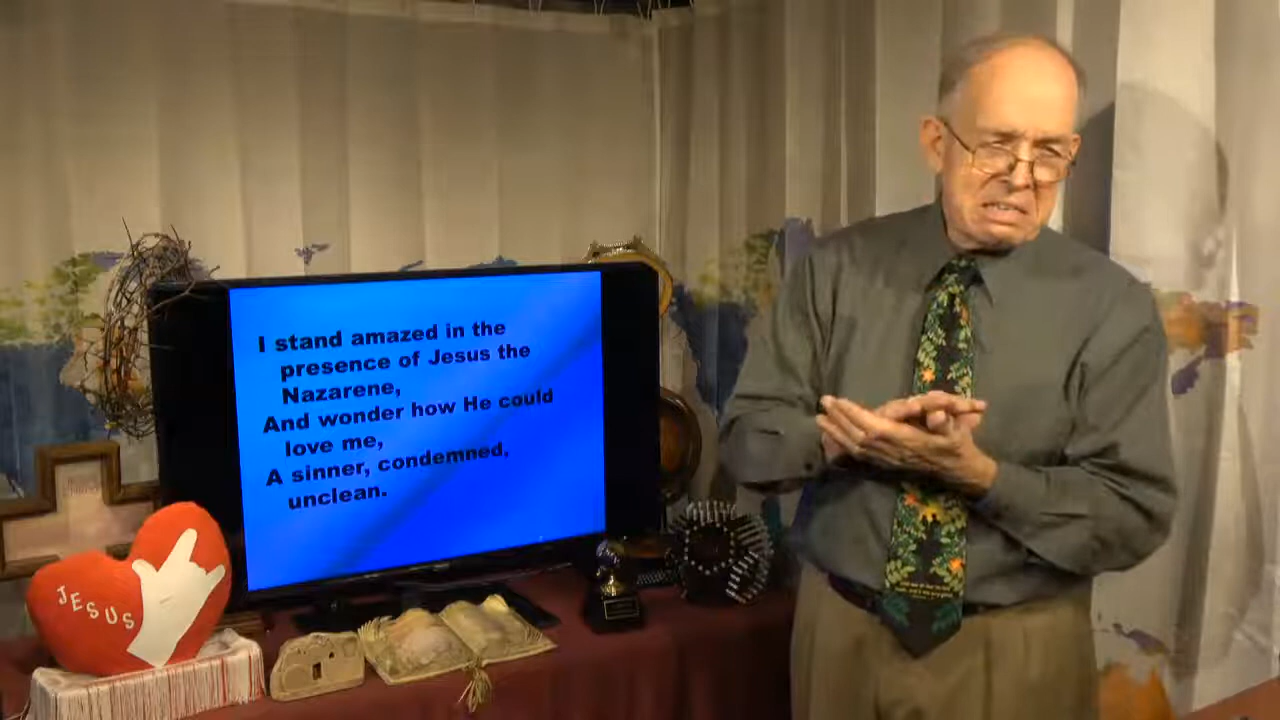 I stand amazed in the
presence of Jesus the
Nazarene,
And wonder how He could
love me,
A sinner, condemned,
unclean.
JESUS